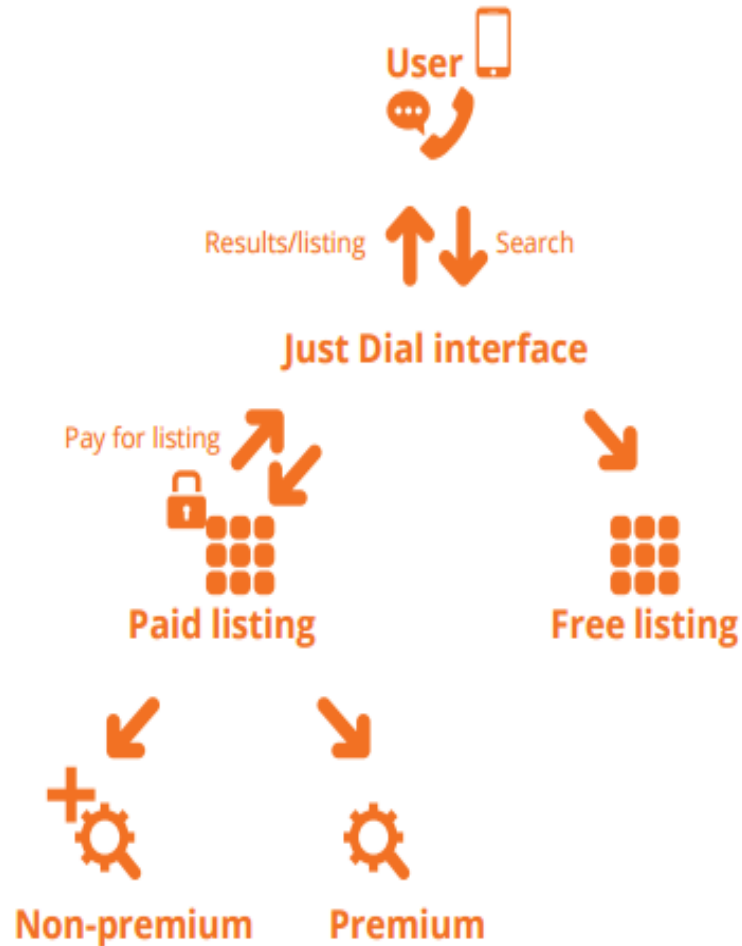 User
Results/listing
Search
Just Dial interface
Pay for listing
Paid listing
Free listing
Non-premium
Premium